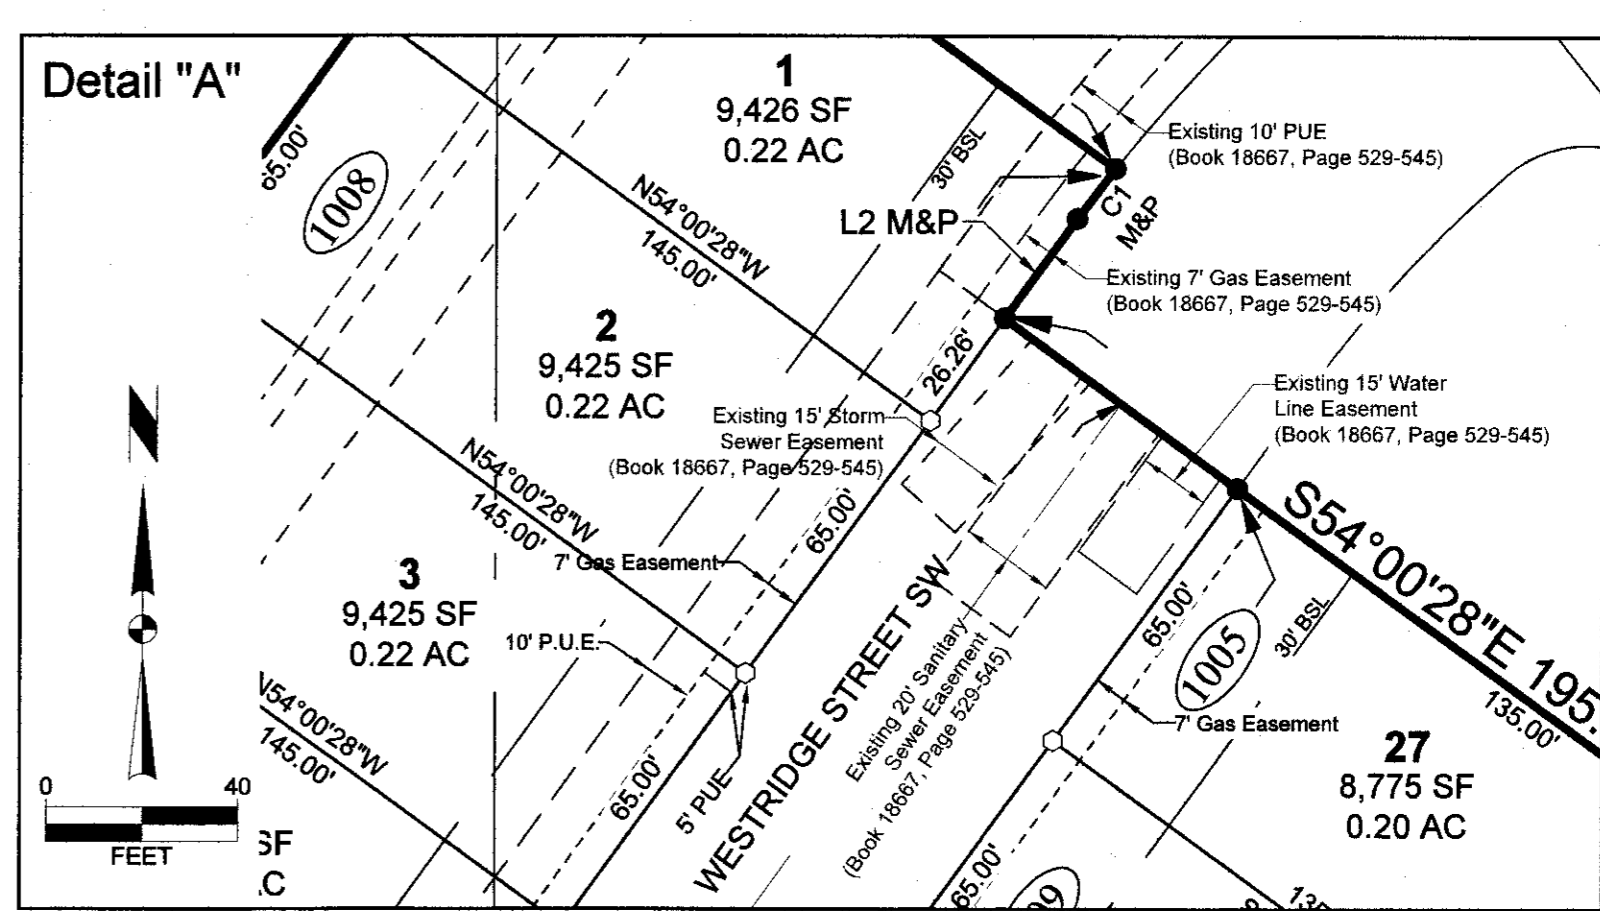 Detail "A"
1
9,426 SF
0.22 AC
65.00'
1008
30' BSL
Existing 10' PUE
(Book 18667, Page 529-545)
C1
M&P
L2 M&P
N54°00'28"W
145.00'
Existing 7' Gas Easement
(Book 18667, Page 529-545)
2
9,425 SF
0.22 AC
26.26'
Existing 15' Water
Line Easement
(Book 18667, Page 529-545)
Existing 15' Storm
Sewer Easement
(Book 18667, Page 529-545)
N54°00'28"W
145.00'
65.00'
S54°00'28"E 195.
135.00'
7' Gas Easement
3
9,425 SF
0.22 AC
10' P.U.E.
65.00'
1005
30' BSL
WESTRIDGE STREET SW
Existing 20' Sanitary
Sewer Easement
(Book 18667, Page 529-545)
7' Gas Easement
N54°00'28"W
145.00'
65.00'
5' PUE
27
8,775 SF
0.20 AC
0 40
FEET
SF
AC
65.00'
99